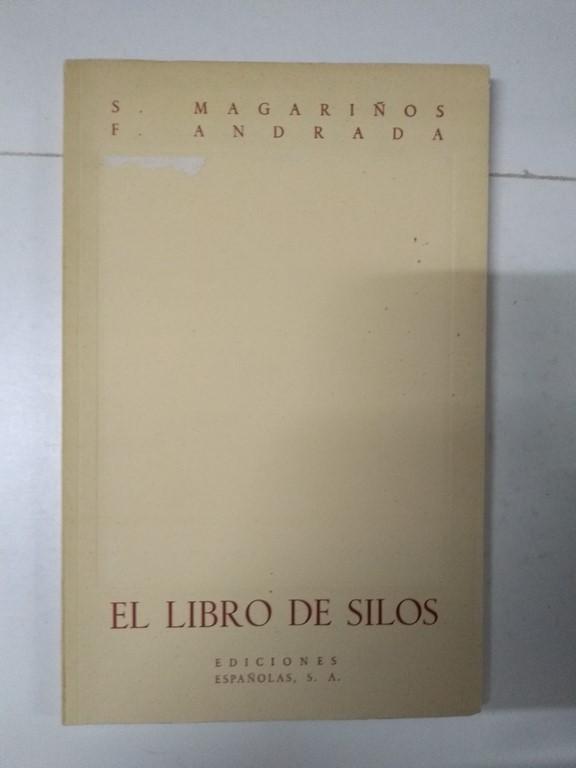 S. MAGARIÑOS
F. ANDRADA
EL LIBRO DE SILOS
EDICIONES
ESPAÑOLAS, S. A.